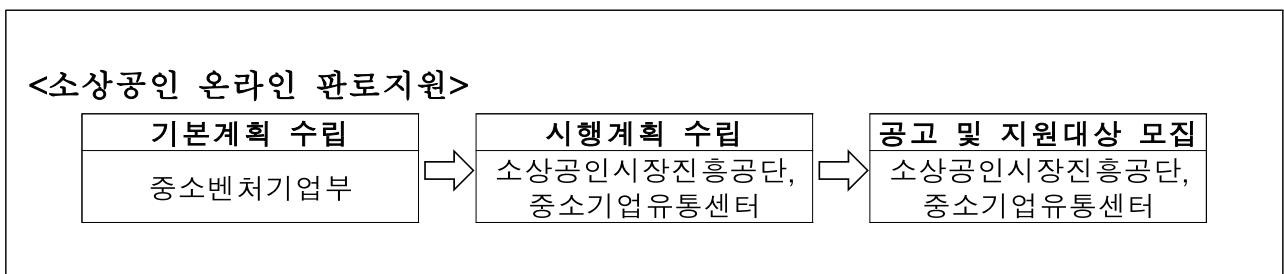 <소상공인 온라인 판로지원>
기본계획 수립
중소벤처기업부
시행계획 수립
소상공인시장진흥공단,
중소기업유통센터
공고 및 지원대상 모집
소상공인시장진흥공단,
중소기업유통센터